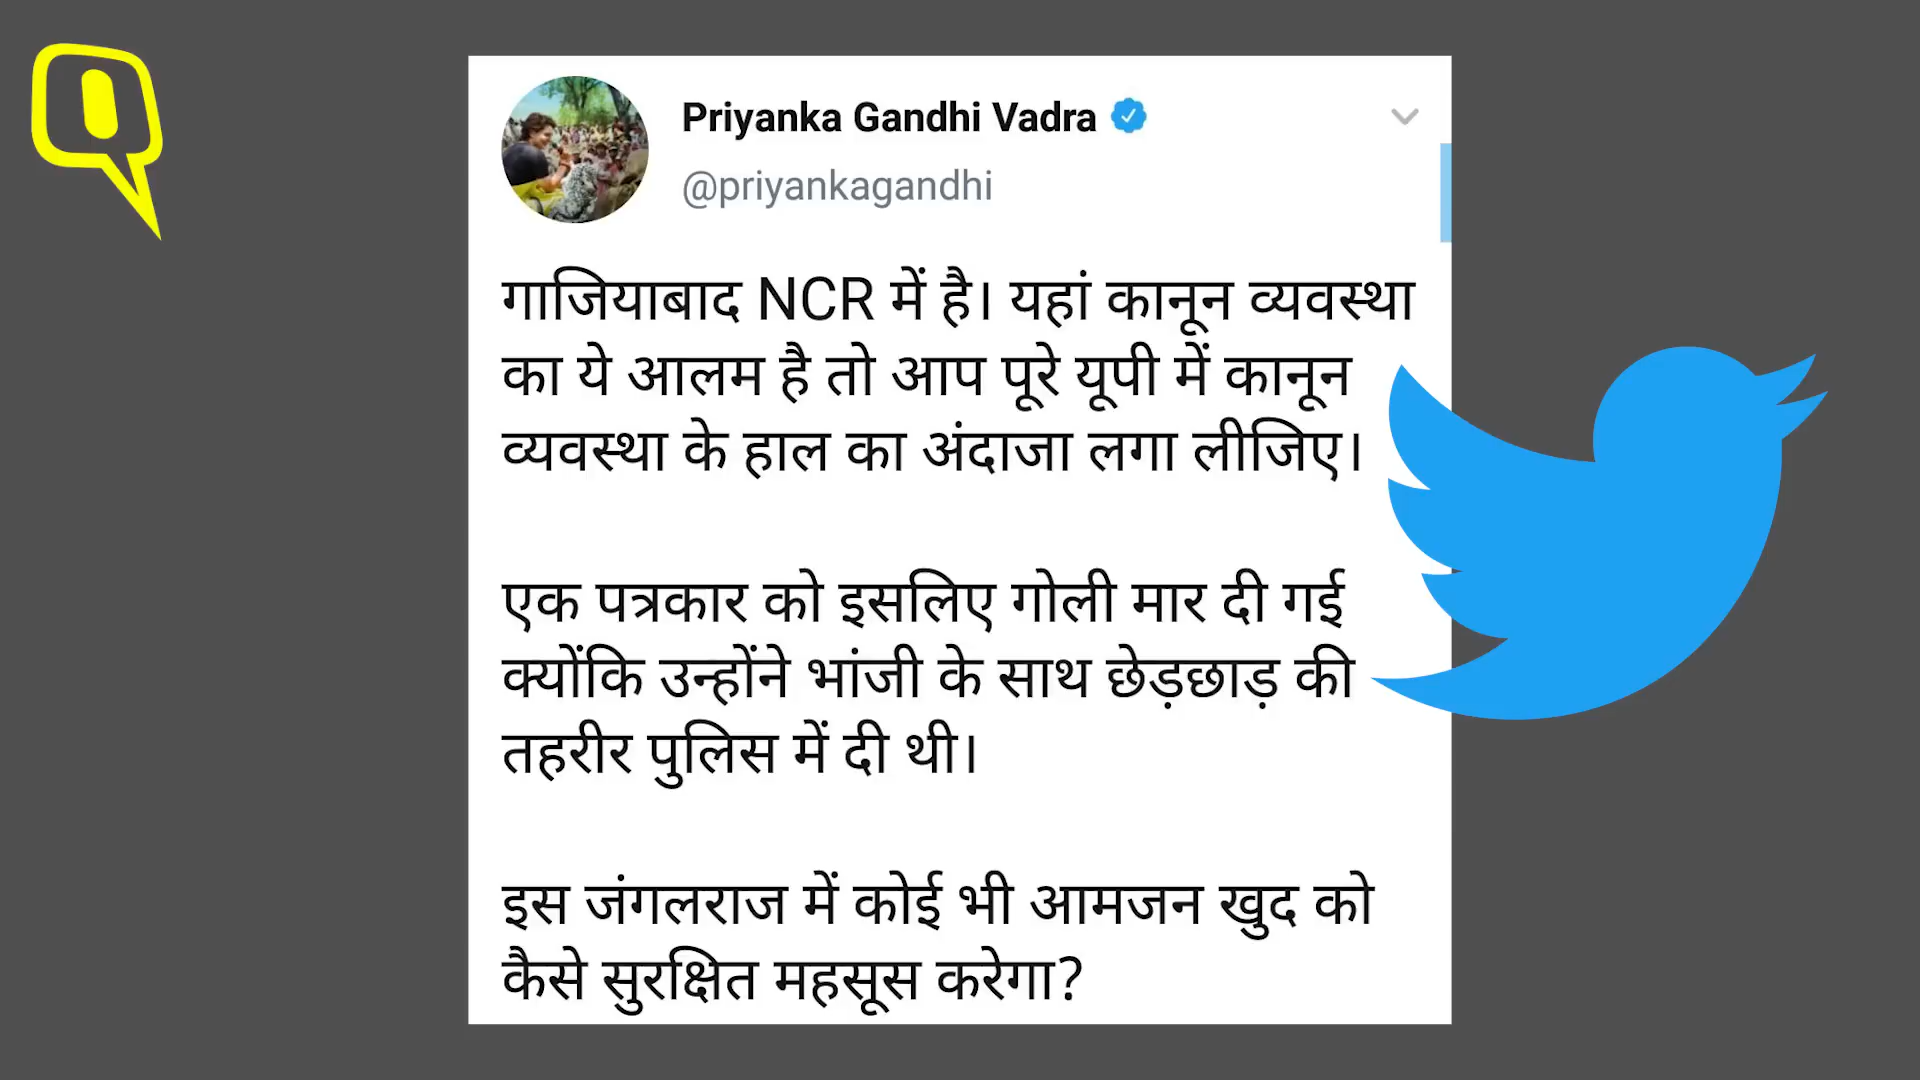 Priyanka Gandhi Vadra
@priyankagandhi
गाजियाबाद NCR में है। यहां कानून व्यवस्था
का ये आलम है तो आप पूरे यूपी में कानून
व्यवस्था के हाल का अंदाजा लगा लीजिए।
एक पत्रकार को इसलिए गोली मार दी गई
क्योंकि उन्होंने भांजी के साथ छेड़छाड़ की
तहरीर पुलिस में दी थी।
इस जंगलराज में कोई भी आमजन खुद को
कैसे सुरक्षित महसूस करेगा?